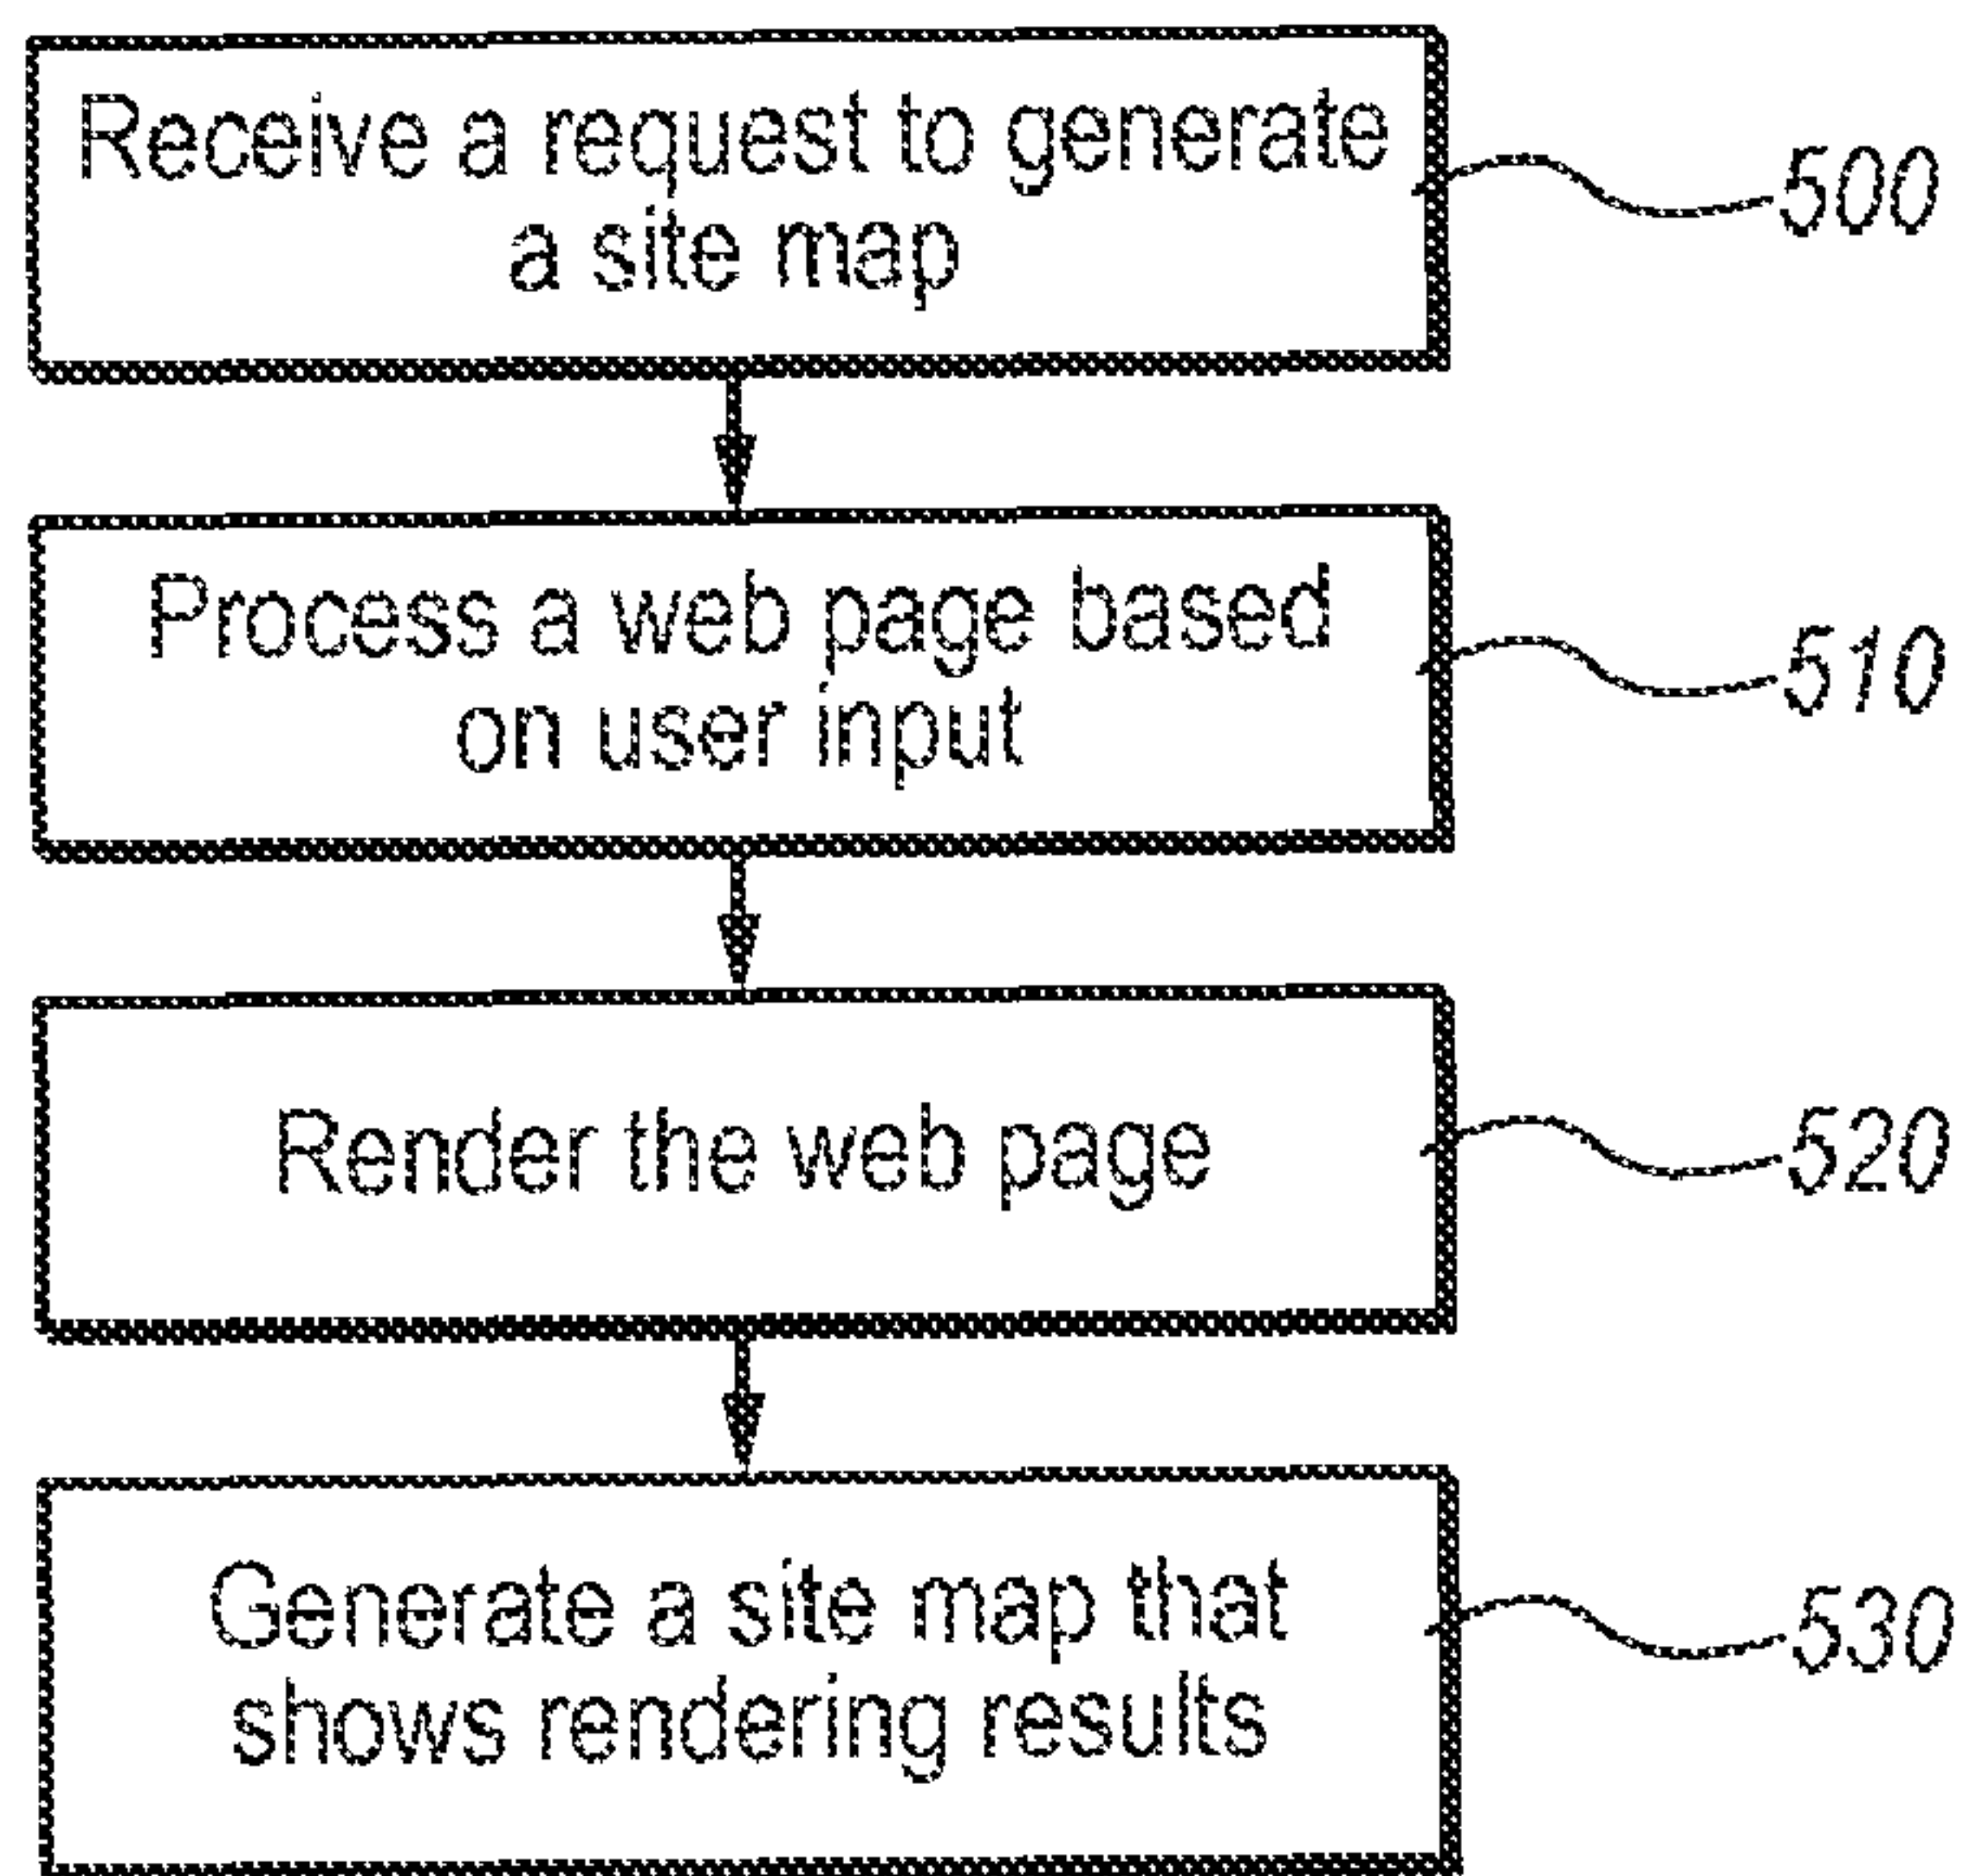 Receive a request to generate
a site map
500
Process a web page based
on user input
510
Render the web page
520
Generate a site map that
shows rendering results
530